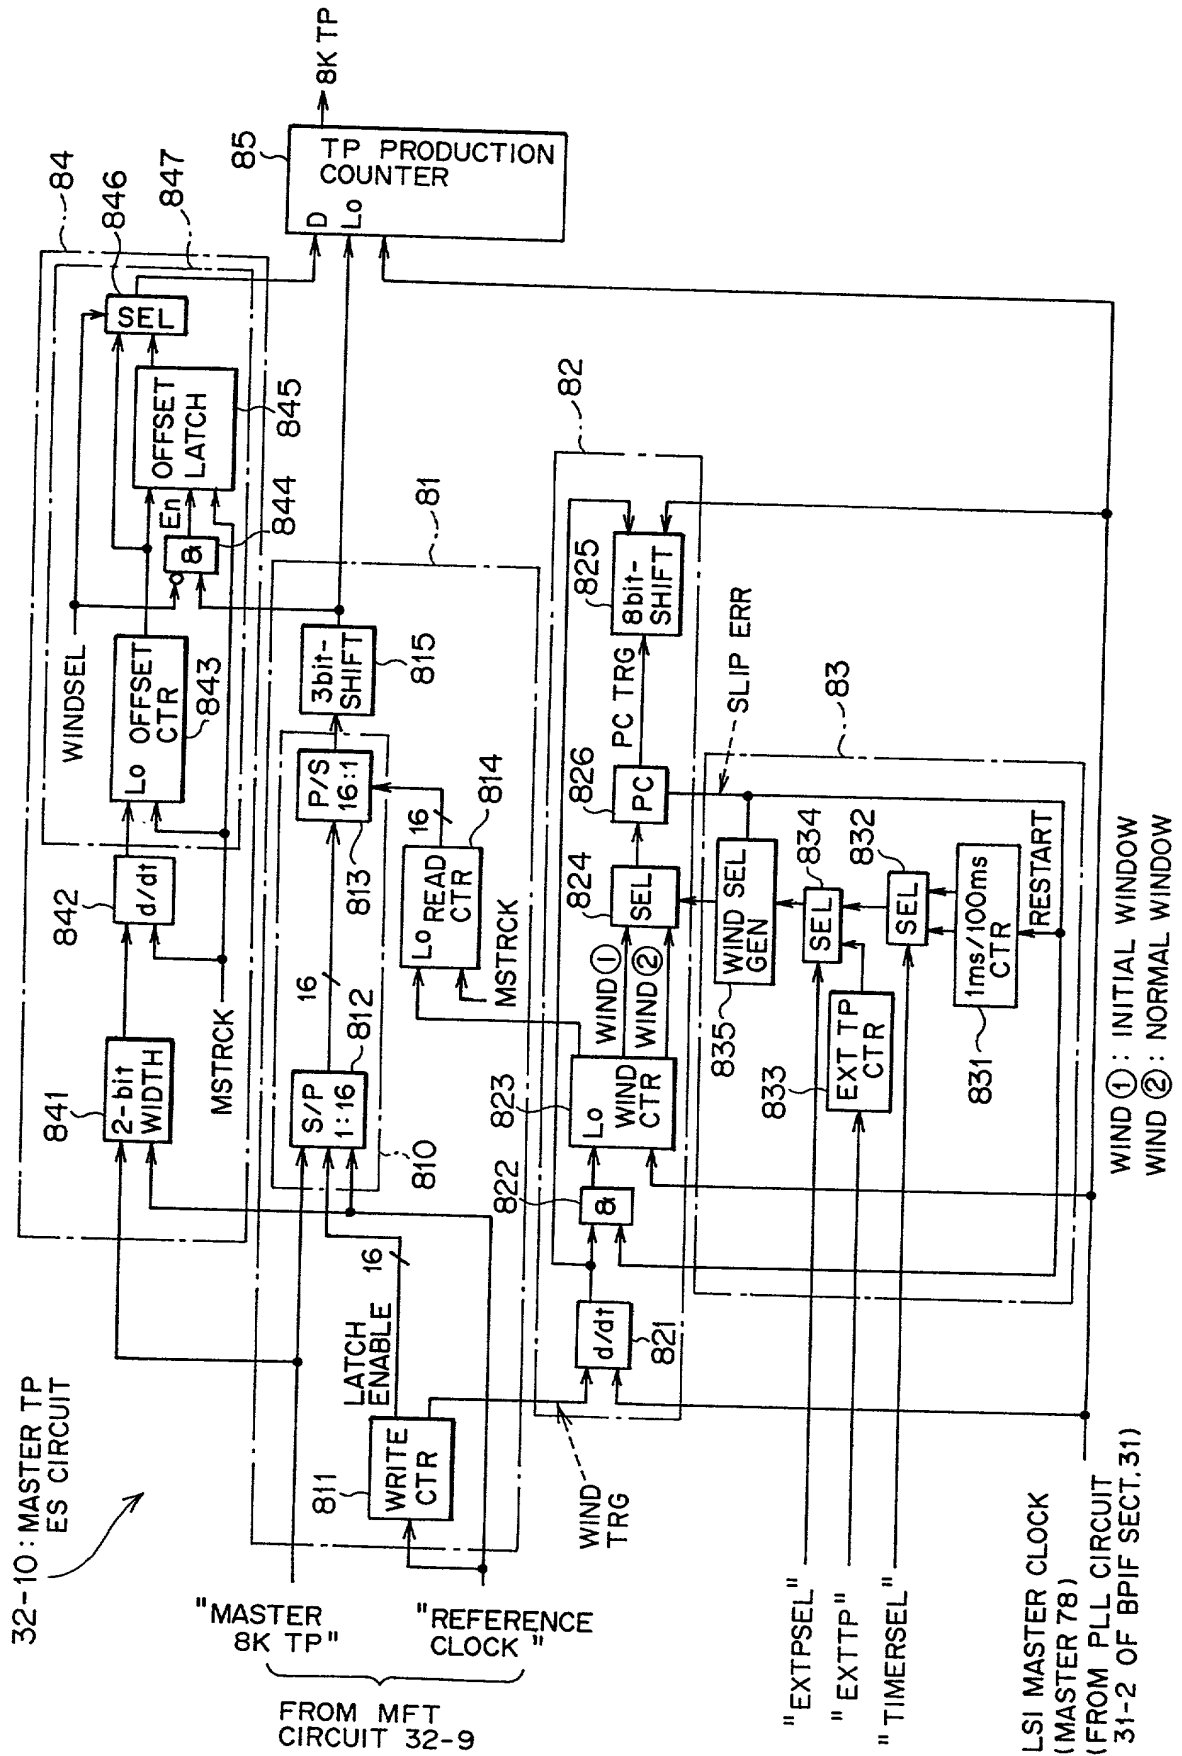 32-10: MASTER TP
ES CIRCUIT
"MASTER
8K TP"
"REFERENCE
CLOCK"
FROM MFT
CIRCUIT 32-9
84
841
2-bit
WIDTH
842
d/dt
MSTRCK
WINDSEL
Lo OFFSET
CTR
843
&
844
En
OFFSET
LATCH
845
SEL
846
847
85
TP PRODUCTION
COUNTER
D
Lo
8K TP
81
811
WRITE
CTR
LATCH
ENABLE
16
810
S/P
1:16
812
16
P/S
16:1
813
3bit-
SHIFT
815
Lo READ
CTR
814
16
MSTRCK
WIND
TRG
82
d/dt
821
822
&
823
Lo
WIND
CTR
WIND ①
WIND ②
824
SEL
826
PC
PC TRG
825
8bit-
SHIFT
SLIP ERR
83
835
WIND SEL
GEN
833
EXT TP
CTR
834
SEL
832
SEL
831
1ms/100ms
CTR
RESTART
"EXTPSEL"
"EXTTP"
"TIMERSEL"
LSI MASTER CLOCK
(MASTER 78)
(FROM PLL CIRCUIT
31-2 OF BPIF SECT. 31)
WIND ①: INITIAL WINDOW
WIND ②: NORMAL WINDOW